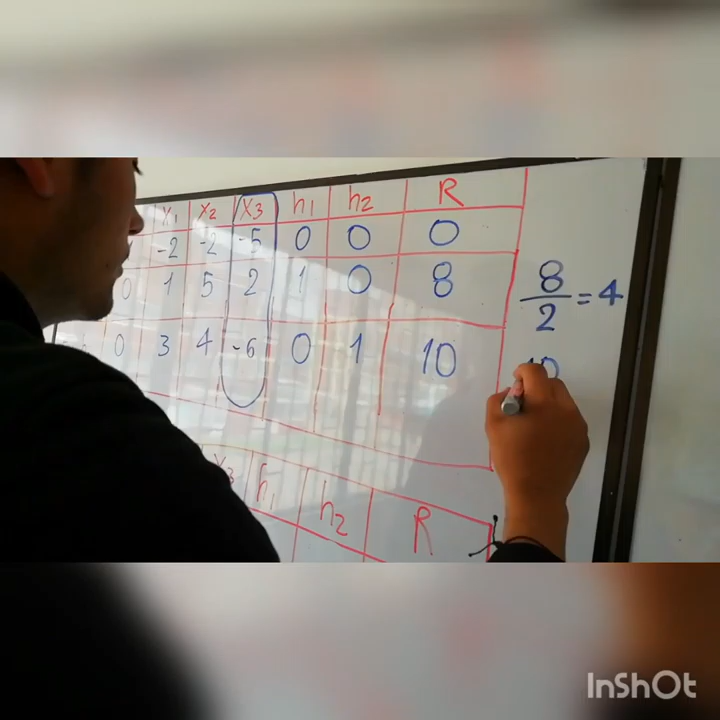 x1 x2 x3 h1 h2 R
-2 -2 -5 0 0 0
0 1 5 2 1 0 8
8/2 = 4
0 3 4 -6 0 1 10
10
x3 h1 h2 R
InShOt